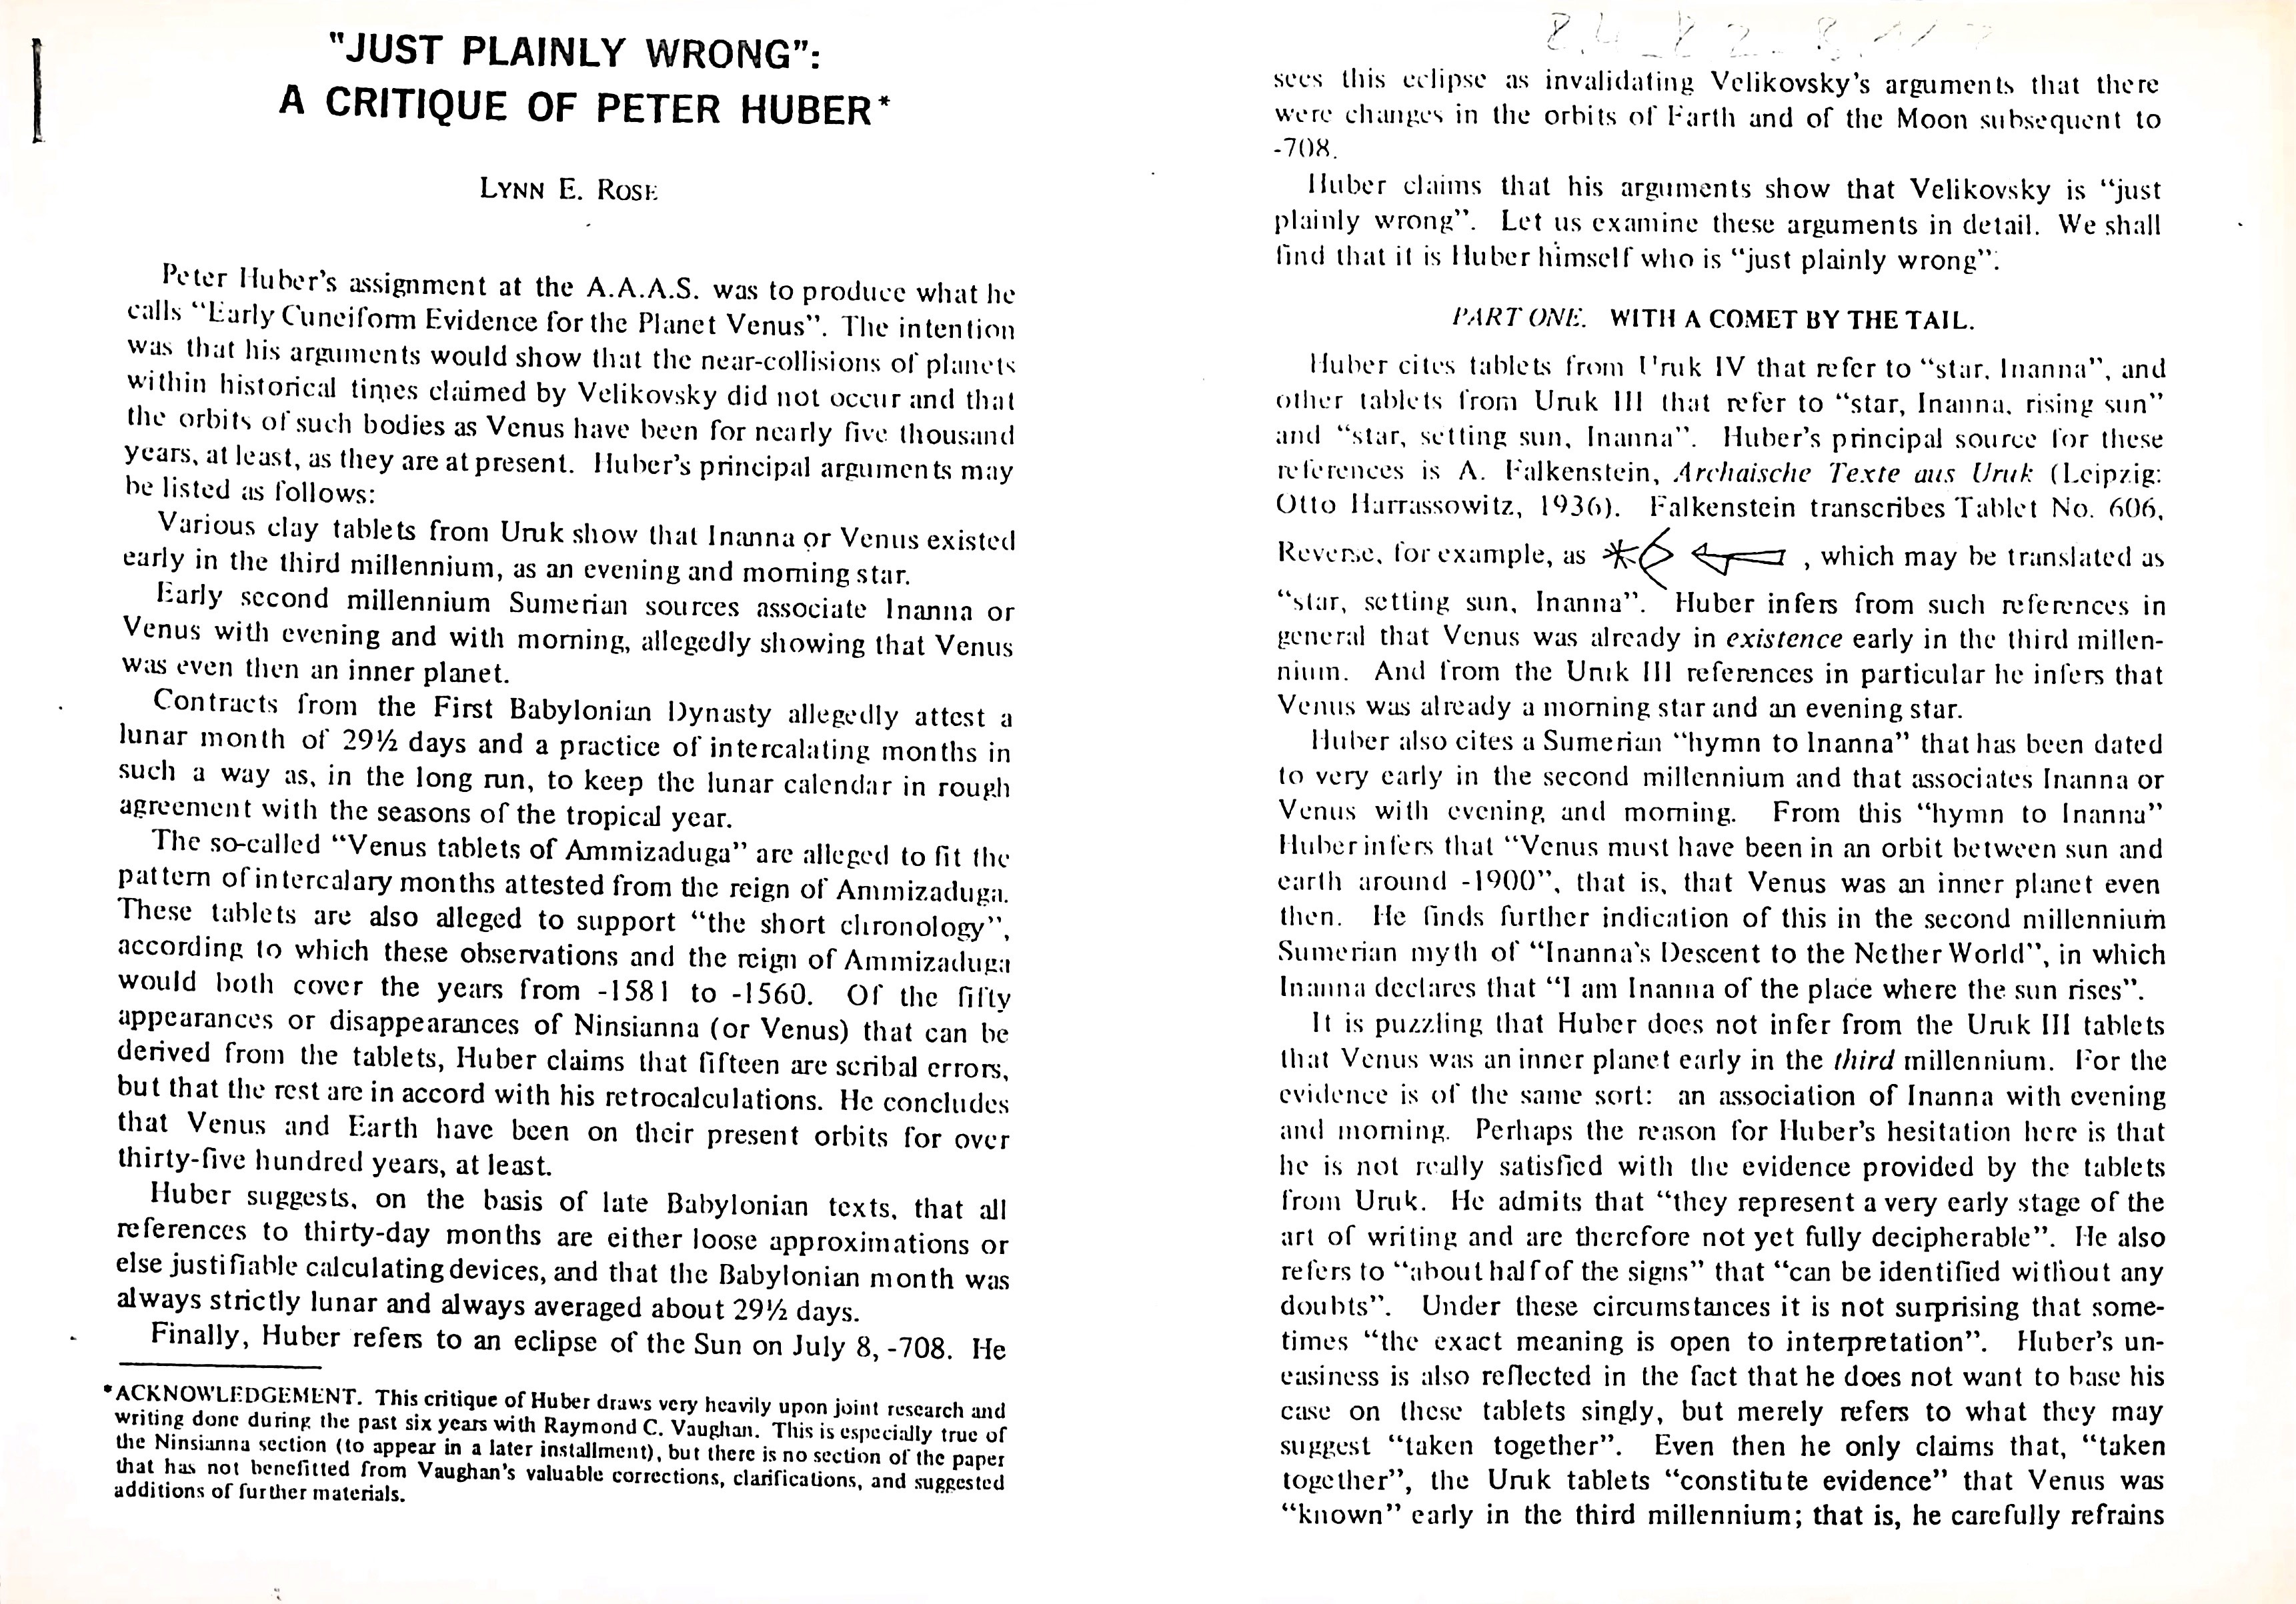 "JUST PLAINLY WRONG":
A CRITIQUE OF PETER HUBER*
LYNN E. ROSE
Peter Huber's assignment at the A.A.A.S. was to produce what he
calls "Early Cuneiform Evidence for the Planet Venus". The intention
was that his arguments would show that the near-collisions of planets
within historical times claimed by Velikovsky did not occur and that
the orbits of such bodies as Venus have been for nearly five thousand
years, at least, as they are at present. Huber's principal arguments may
be listed as follows:
Various clay tablets from Uruk show that Inanna or Venus existed
early in the third millennium, as an evening and morning star.
Early second millennium Sumerian sources associate Inanna or
Venus with evening and with morning, allegedly showing that Venus
was even then an inner planet.
Contracts from the First Babylonian Dynasty allegedly attest a
lunar month of 29½ days and a practice of intercalating months in
such a way as, in the long run, to keep the lunar calendar in rough
agreement with the seasons of the tropical year.
The so-called "Venus tablets of Ammizaduga" are alleged to fit the
pattern of intercalary months attested from the reign of Ammizaduga.
These tablets are also alleged to support "the short chronology",
according to which these observations and the reign of Ammizaduga
would both cover the years from -1581 to -1560. Of the fifty
appearances or disappearances of Ninsianna (or Venus) that can be
derived from the tablets, Huber claims that fifteen are scribal errors,
but that the rest are in accord with his retrocalculations. He concludes
that Venus and Earth have been on their present orbits for over
thirty-five hundred years, at least.
Huber suggests, on the basis of late Babylonian texts, that all
references to thirty-day months are either loose approximations or
else justifiable calculating devices, and that the Babylonian month was
always strictly lunar and always averaged about 29½ days.
Finally, Huber refers to an eclipse of the Sun on July 8, -708. He
*ACKNOWLEDGEMENT. This critique of Huber draws very heavily upon joint research and
writing done during the past six years with Raymond C. Vaughan. This is especially true of
the Ninsianna section (to appear in a later installment), but there is no section of the paper
that has not benefitted from Vaughan's valuable corrections, clarifications, and suggested
additions of further materials.
sees this eclipse as invalidating Velikovsky's arguments that there
were changes in the orbits of Earth and of the Moon subsequent to
-708.
Huber claims that his arguments show that Velikovsky is "just
plainly wrong". Let us examine these arguments in detail. We shall
find that it is Huber himself who is "just plainly wrong".
PART ONE. WITH A COMET BY THE TAIL.
Huber cites tablets from Uruk IV that refer to "star, Inanna", and
other tablets from Uruk III that refer to "star, Inanna, rising sun"
and "star, setting sun, Inanna". Huber's principal source for these
references is A. Falkenstein, Archaische Texte aus Uruk (Leipzig:
Otto Harrassowitz, 1936). Falkenstein transcribes Tablet No. 606,
Reverse, for example, as , which may be translated as
"star, setting sun, Inanna". Huber infers from such references in
general that Venus was already in existence early in the third millen-
nium. And from the Uruk III references in particular he infers that
Venus was already a morning star and an evening star.
Huber also cites a Sumerian "hymn to Inanna" that has been dated
to very early in the second millennium and that associates Inanna or
Venus with evening and morning. From this "hymn to Inanna"
Huber infers that "Venus must have been in an orbit between sun and
earth around -1900", that is, that Venus was an inner planet even
then. He finds further indication of this in the second millennium
Sumerian myth of "Inanna's Descent to the Nether World", in which
Inanna declares that "I am Inanna of the place where the sun rises".
It is puzzling that Huber does not infer from the Uruk III tablets
that Venus was an inner planet early in the third millennium. For the
evidence is of the same sort: an association of Inanna with evening
and morning. Perhaps the reason for Huber's hesitation here is that
he is not really satisfied with the evidence provided by the tablets
from Uruk. He admits that "they represent a very early stage of the
art of writing and are therefore not yet fully decipherable". He also
refers to "about half of the signs" that "can be identified without any
doubts". Under these circumstances it is not surprising that some-
times "the exact meaning is open to interpretation". Huber's un-
easiness is also reflected in the fact that he does not want to base his
case on these tablets singly, but merely refers to what they may
suggest "taken together". Even then he only claims that, "taken
together", the Uruk tablets "constitute evidence" that Venus was
"known" early in the third millennium; that is, he carefully refrains